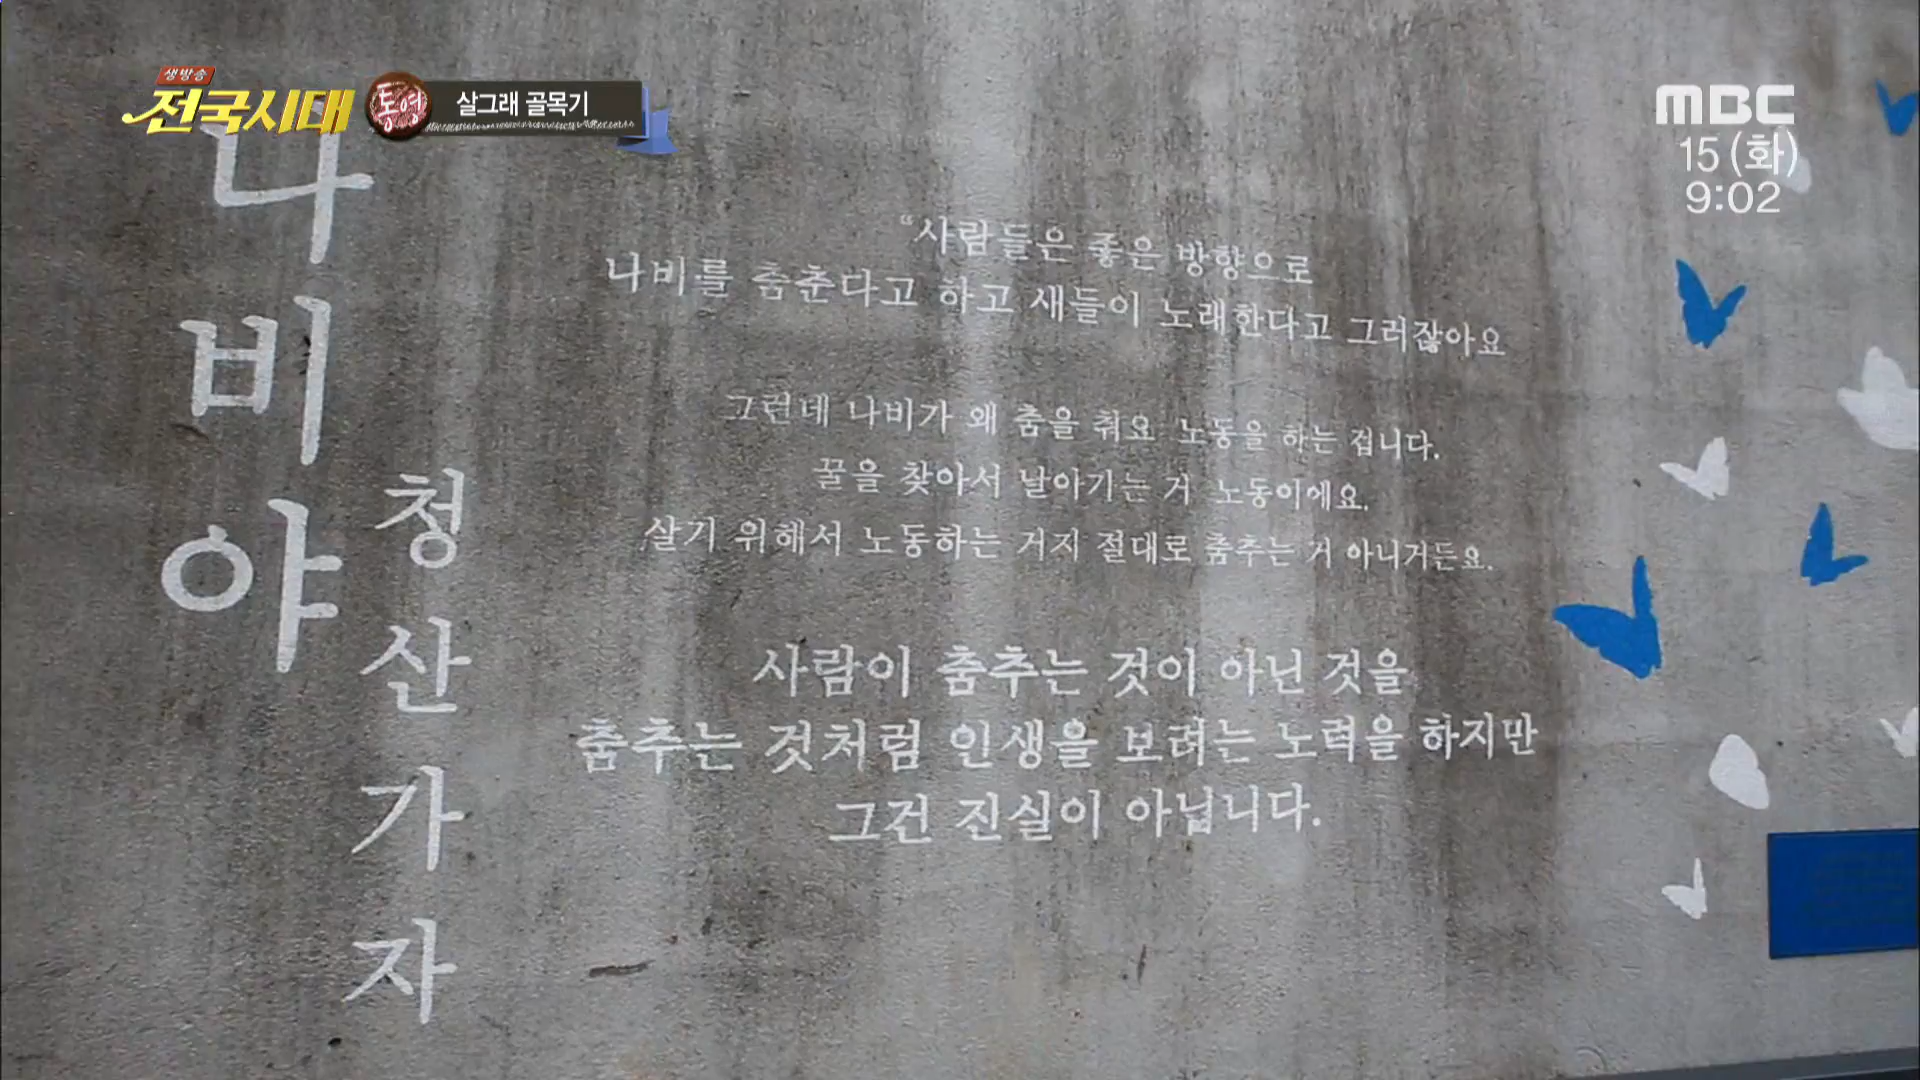 생방송
전국시대
통영
살그래 골목기
MBC
15 (화)
9:02
나비야
청산가자
“사람들은 좋은 방향으로
나비를 춤춘다고 하고 새들이 노래한다고 그러잖아요
그런데 나비가 왜 춤을 춰요 노동을 하는 겁니다.
꿀을 찾아서 날아가는 거 노동이에요.
살기 위해서 노동하는 거지 절대로 춤추는 거 아니거든요.
사람이 춤추는 것이 아닌 것을
춤추는 것처럼 인생을 보려는 노력을 하지만
그건 진실이 아닙니다.